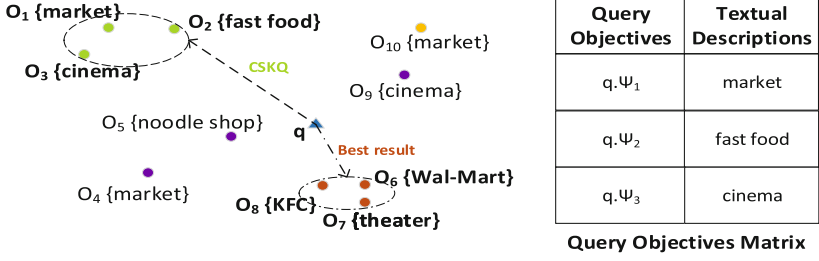 O1 {market}
O2 {fast food}
O3 {cinema}
CSKQ
O10 {market}
O9 {cinema}
O5 {noodle shop}
q
Best result
O4 {market}
O6 {Wal-Mart}
O8 {KFC}
O7 {theater}
Query Objectives Textual Descriptions
q.Ψ1 market
q.Ψ2 fast food
q.Ψ3 cinema
Query Objectives Matrix